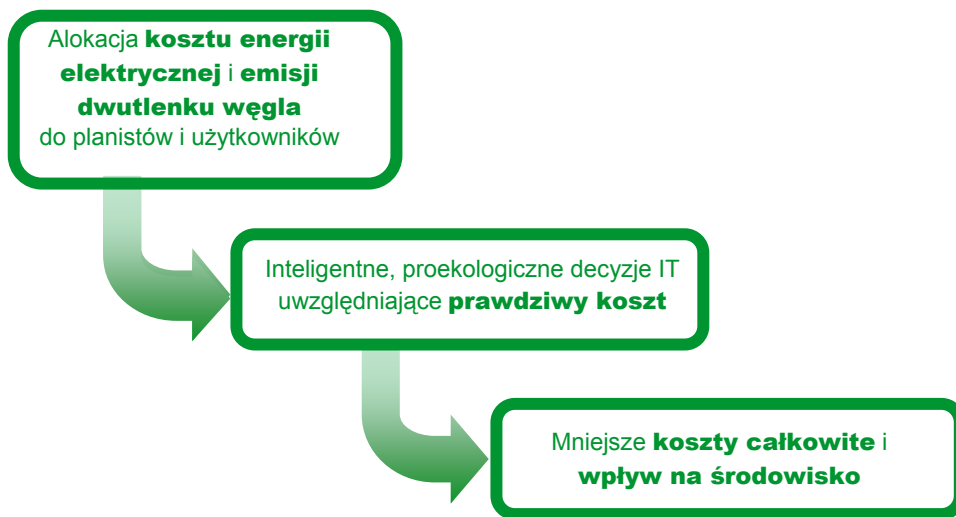 Alokacja kosztu energii
elektrycznej i emisji
dwutlenku węgla
do planistów i użytkowników
Inteligentne, proekologiczne decyzje IT
uwzględniające prawdziwy koszt
Mniejsze koszty całkowite i
wpływ na środowisko